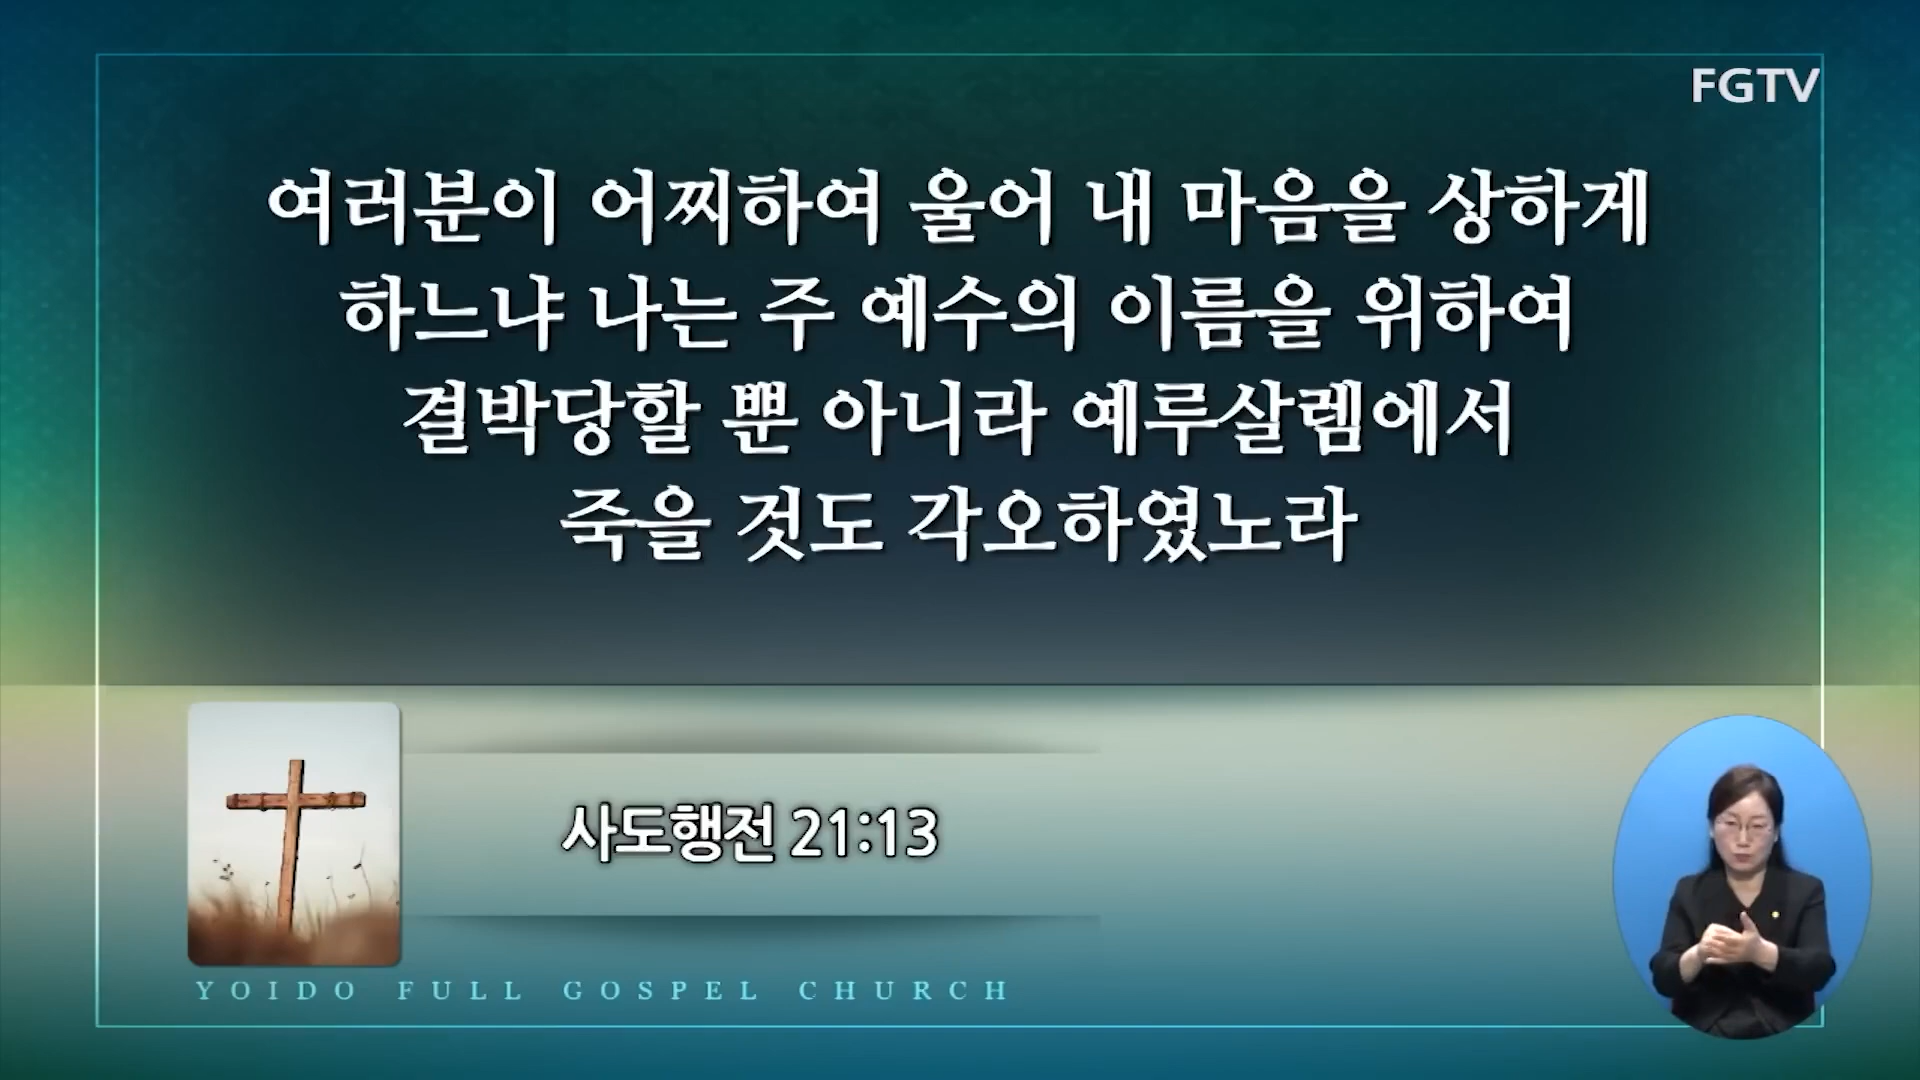 FGTV
여러분이 어찌하여 울어 내 마음을 상하게
하느냐 나는 주 예수의 이름을 위하여
결박당할 뿐 아니라 예루살렘에서
죽을 것도 각오하였노라
사도행전 21:13
YOIDO FULL GOSPEL CHURCH